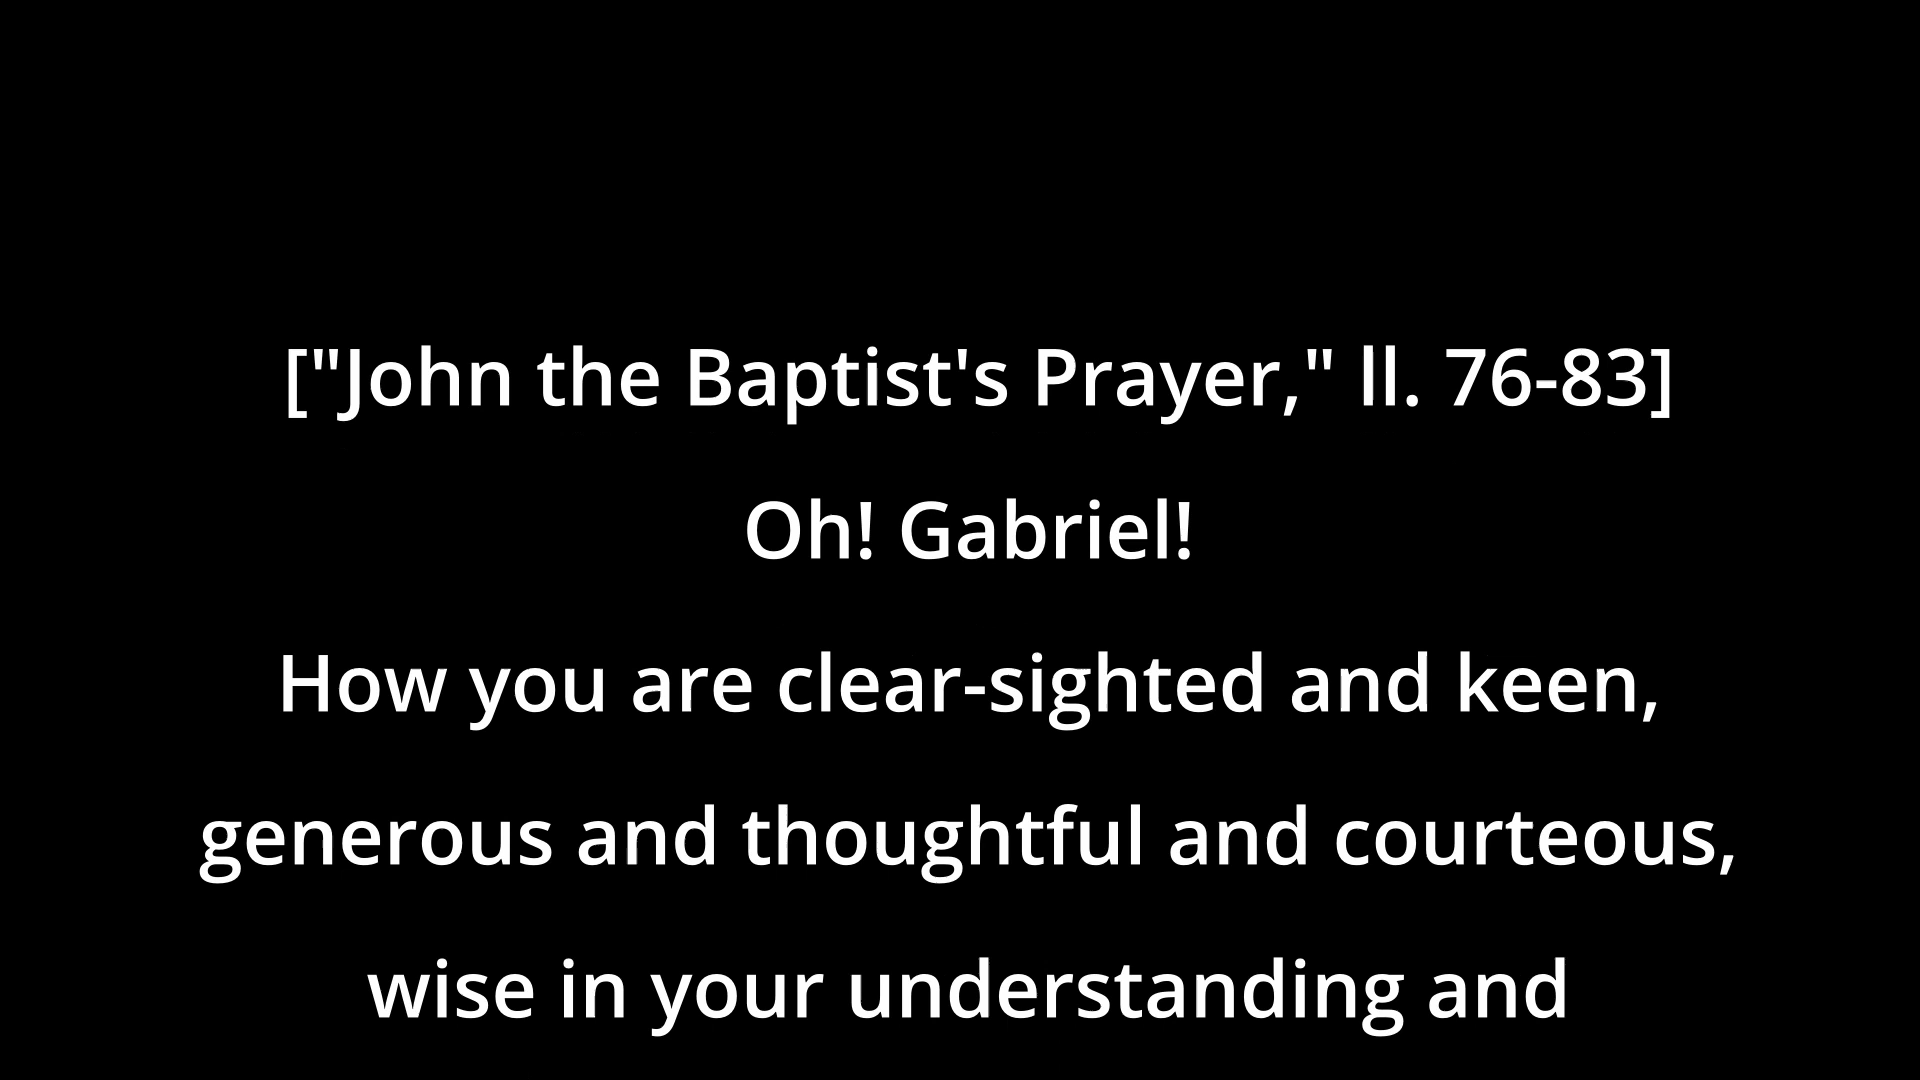 ["John the Baptist's Prayer," ll. 76-83]
Oh! Gabriel!
How you are clear-sighted and keen,
generous and thoughtful and courteous,
wise in your understanding and